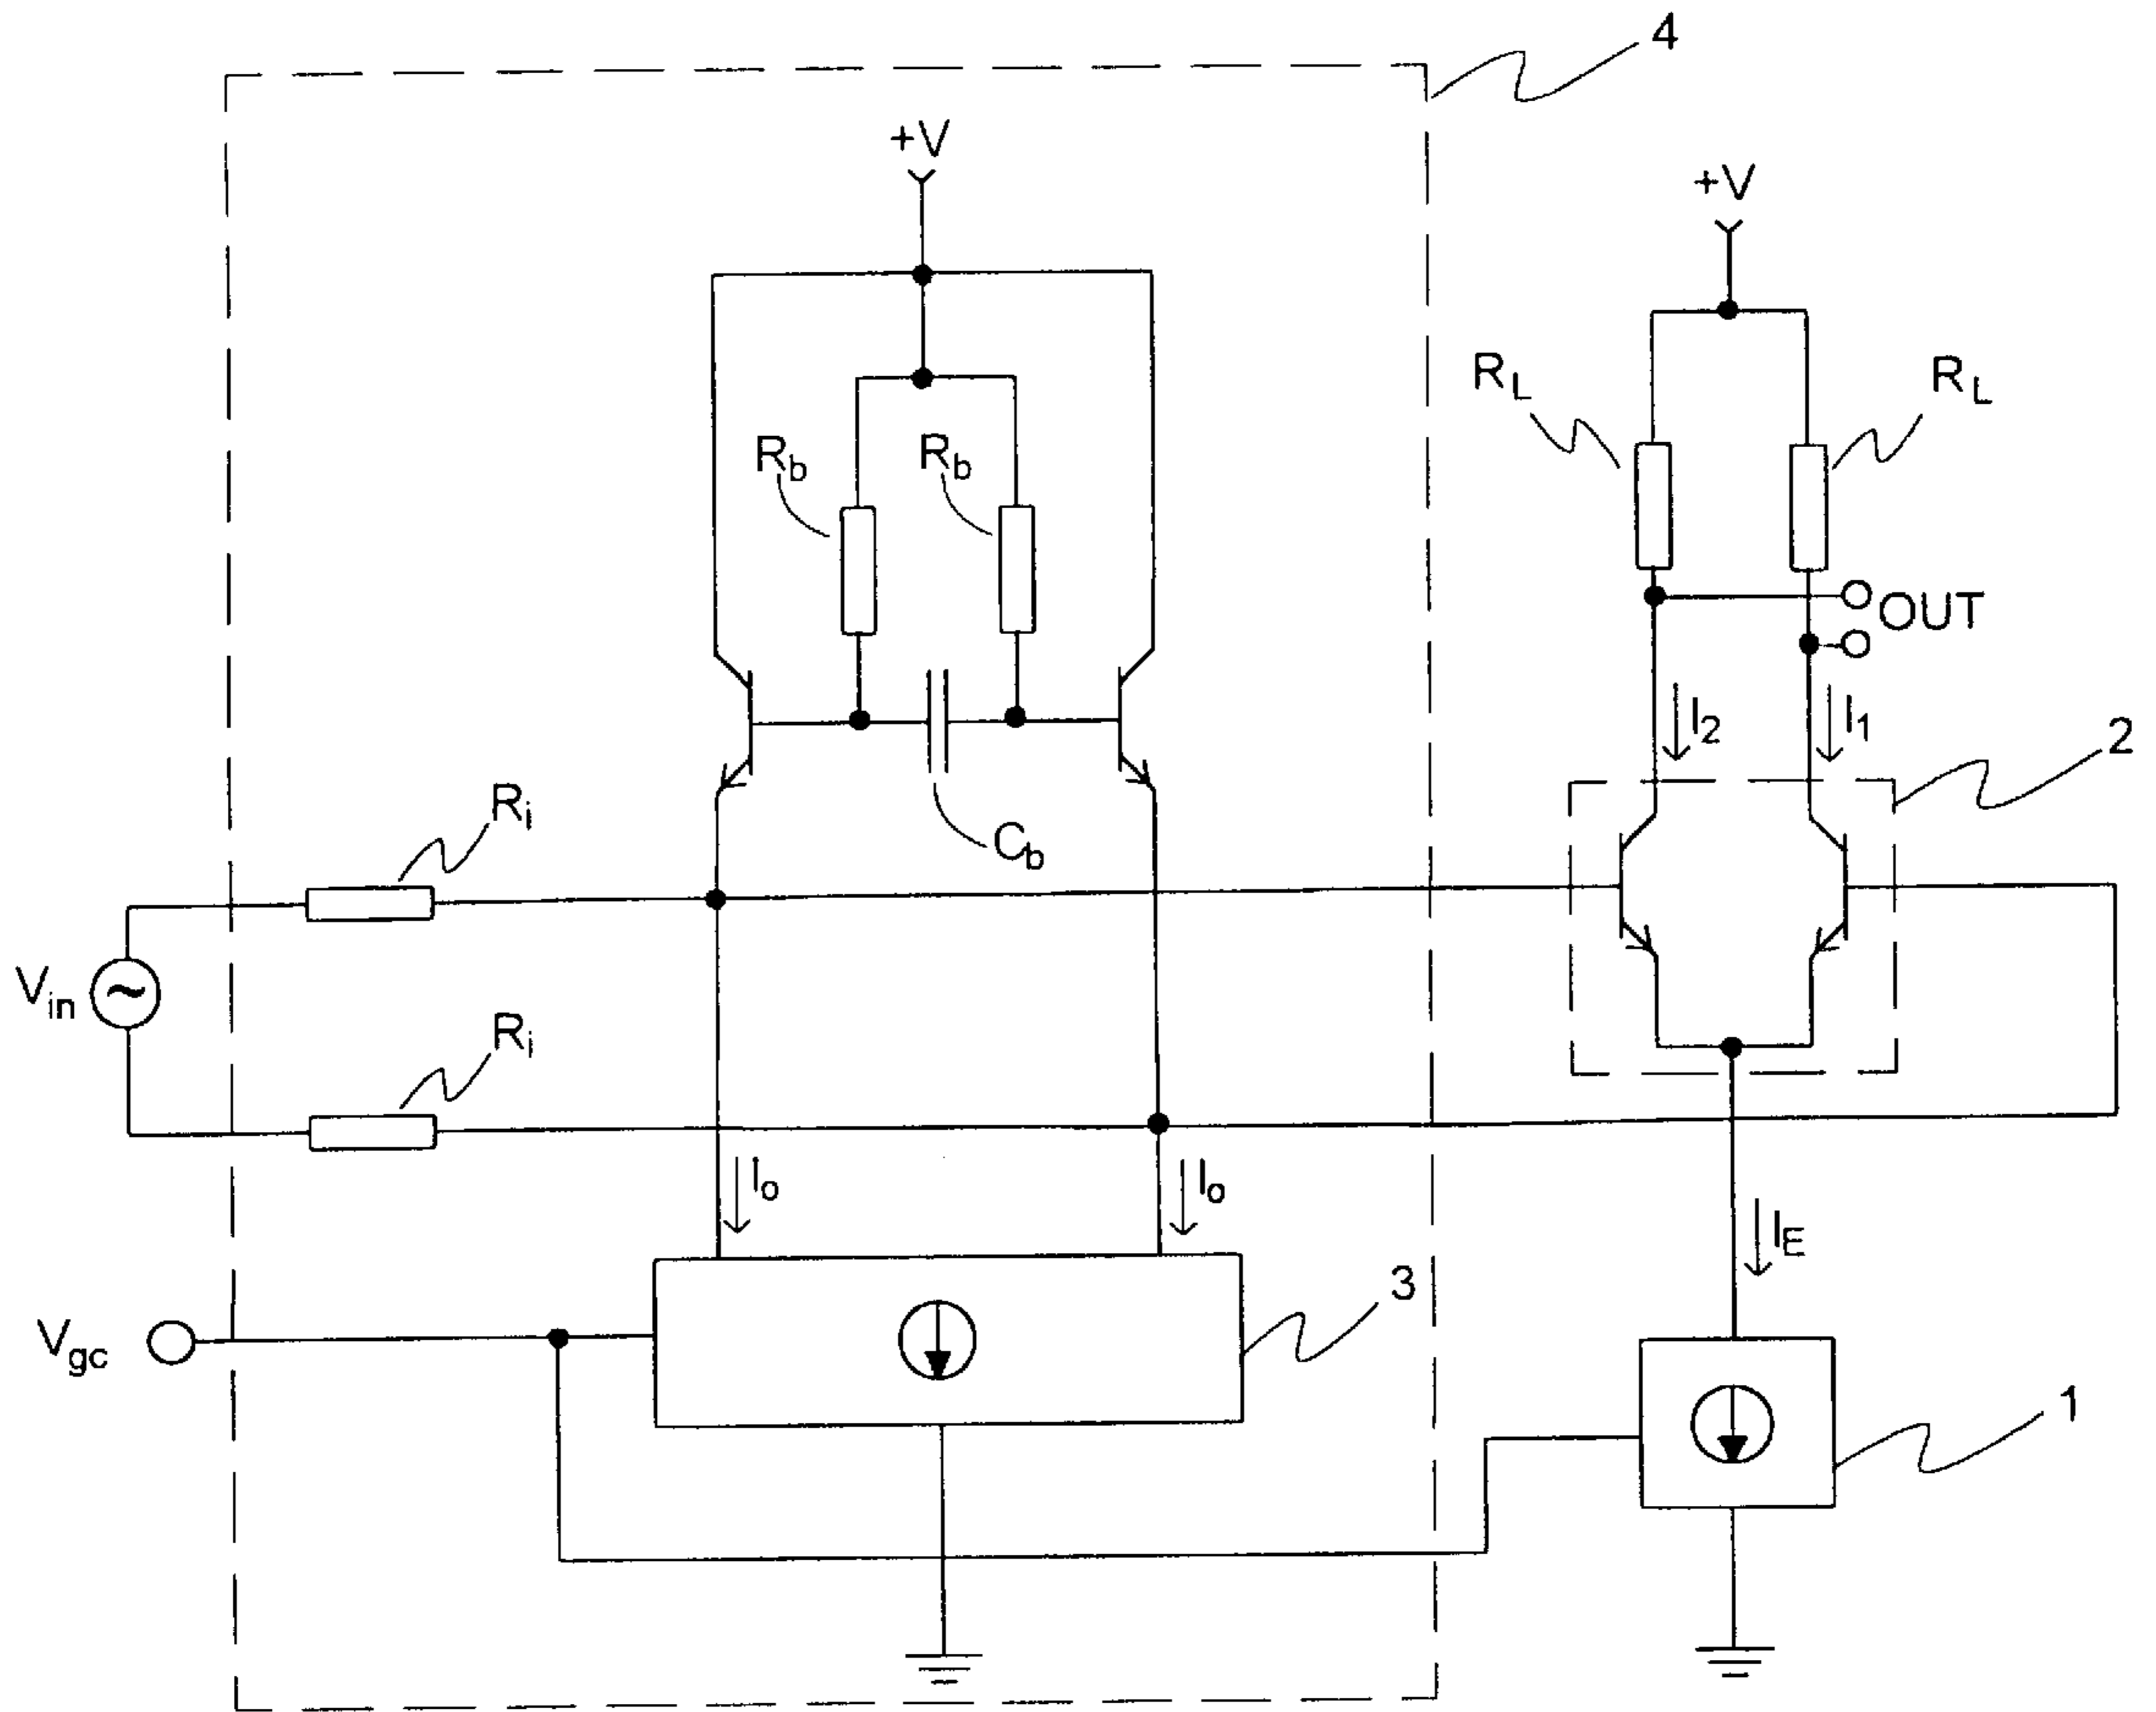 4
+V
+V
R_L
R_L
R_b
R_b
OUT
I_2
I_1
2
R_i
C_b
V_in
R_i
I_o
I_o
I_E
3
V_gc
1